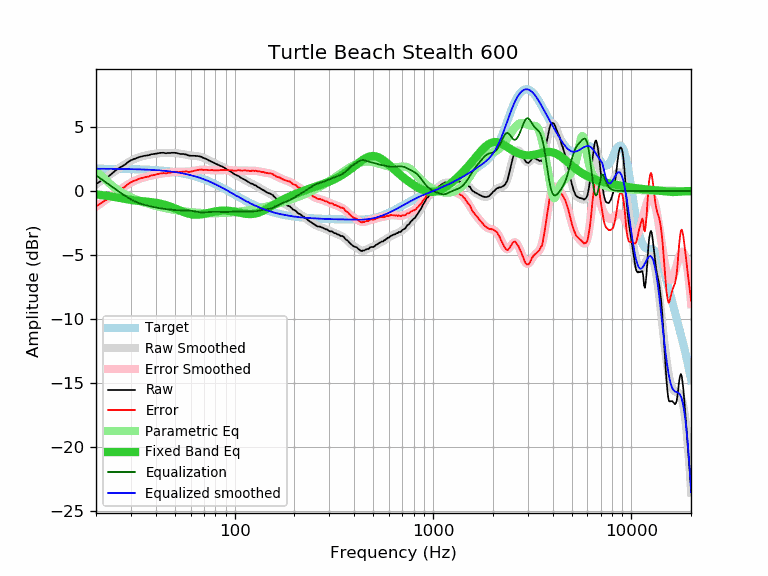 Turtle Beach Stealth 600
Amplitude (dBr)
5
0
−5
−10
−15
−20
−25
Target
Raw Smoothed
Error Smoothed
Raw
Error
Parametric Eq
Fixed Band Eq
Equalization
Equalized smoothed
100
1000
10000
Frequency (Hz)